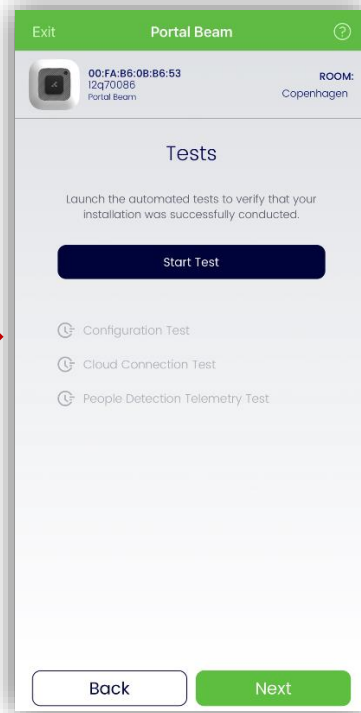 Exit Portal Beam ?
00:FA:B6:0B:B6:53
12q70086
Portal Beam
ROOM:
Copenhagen
Tests
Launch the automated tests to verify that your
installation was successfully conducted.
Start Test
Configuration Test
Cloud Connection Test
People Detection Telemetry Test
Back Next